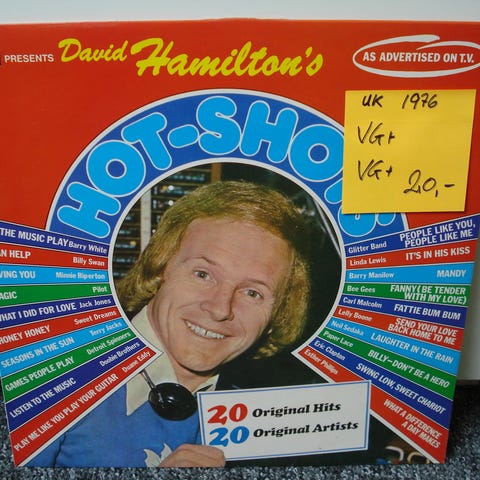 PRESENTS David Hamilton's
AS ADVERTISED ON T.V.
UK 1976
VG+
VG+
20,-
HOT-SHO
THE MUSIC PLAY Barry White
AN HELP Billy Swan
VING YOU Minnie Riperton
AGIC Pilot
WHAT I DID FOR LOVE Jack Jones
HONEY HONEY Sweet Dreams
SEASONS IN THE SUN Terry Jacks
GAMES PEOPLE PLAY Detroit Spinners
LISTEN TO THE MUSIC Doobie Brothers
PLAY ME LIKE YOU PLAY YOUR GUITAR Duane Eddy
Glitter Band PEOPLE LIKE YOU,
PEOPLE LIKE ME
Linda Lewis IT'S IN HIS KISS
Barry Manilow MANDY
Bee Gees FANNY (BE TENDER
WITH MY LOVE)
Carl Malcolm FATTIE BUM BUM
Lelly Boone SEND YOUR LOVE
BACK HOME TO ME
Neil Sedaka LAUGHTER IN THE RAIN
Paper Lace BILLY-DON'T BE A HERO
Eric Clapton SWING LOW SWEET CHARIOT
Esther Phillips WHAT A DIFFERENCE
A DAY MAKES
20 Original Hits
20 Original Artists